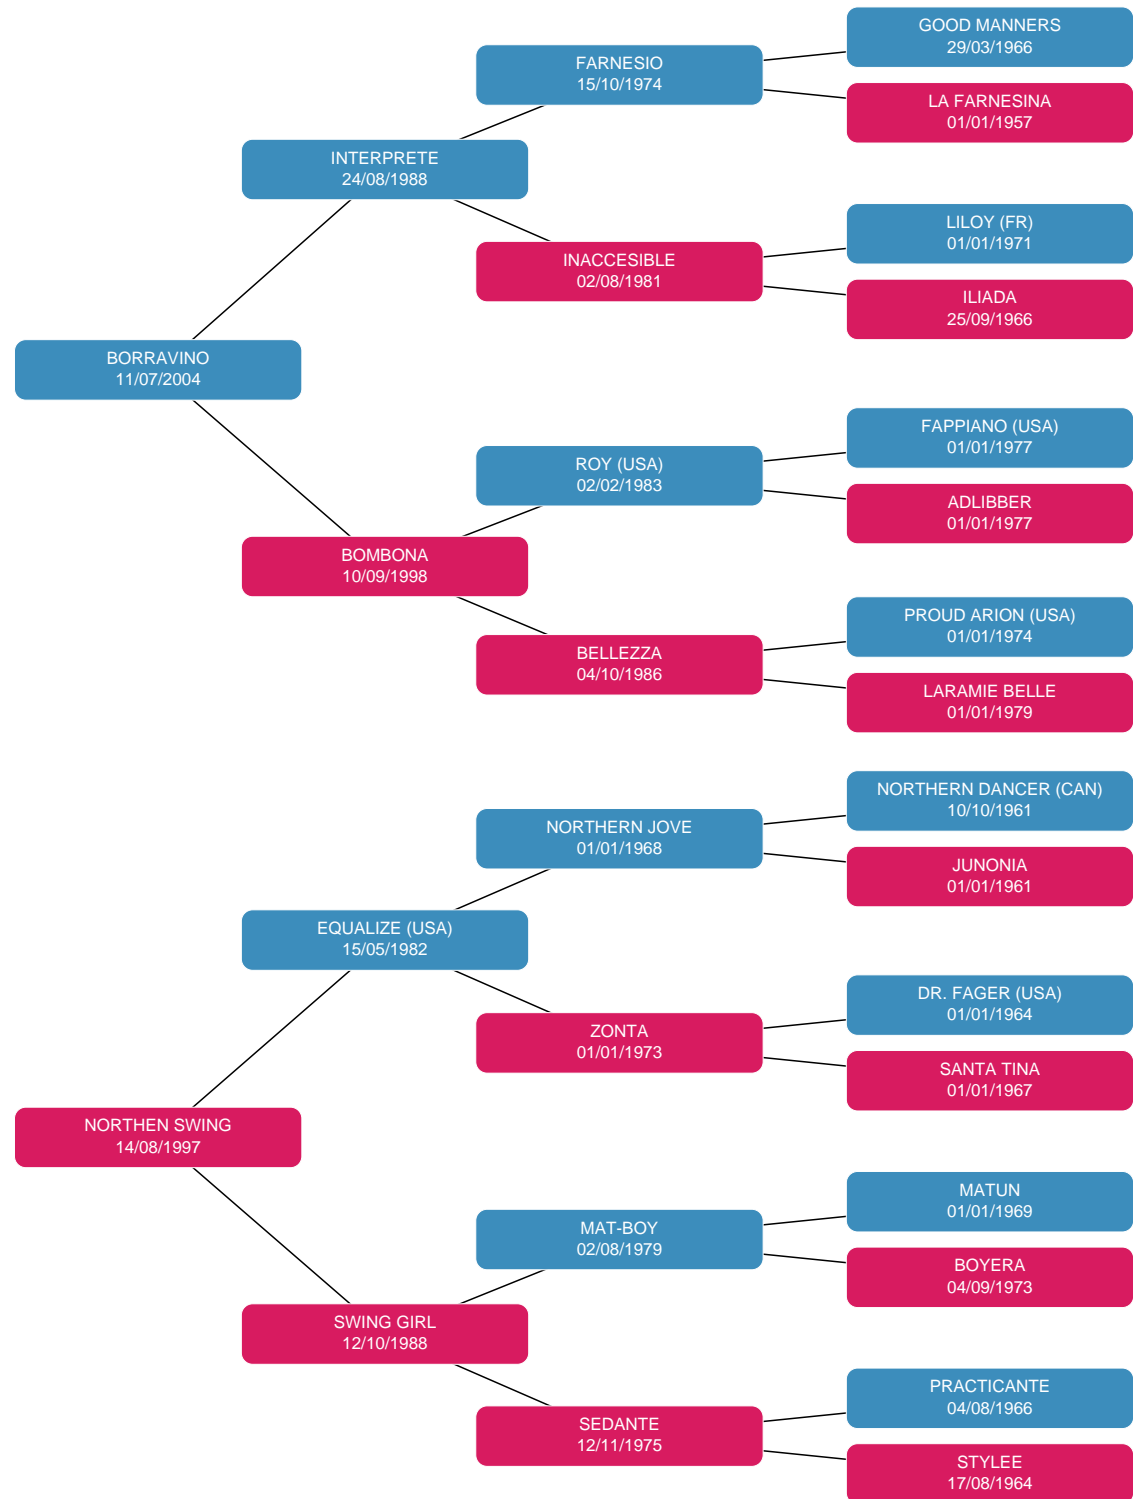 GOOD MANNERS
29/03/1966
FARNESIO
15/10/1974
LA FARNESINA
01/01/1957
INTERPRETE
24/08/1988
LILOY (FR)
01/01/1971
INACCESIBLE
02/08/1981
ILIADA
25/09/1966
BORRAVINO
11/07/2004
FAPPIANO (USA)
01/01/1977
ROY (USA)
02/02/1983
ADLIBBER
01/01/1977
BOMBONA
10/09/1998
PROUD ARION (USA)
01/01/1974
BELLEZZA
04/10/1986
LARAMIE BELLE
01/01/1979
NORTHERN DANCER (CAN)
10/10/1961
NORTHERN JOVE
01/01/1968
JUNONIA
01/01/1961
EQUALIZE (USA)
15/05/1982
DR. FAGER (USA)
01/01/1964
ZONTA
01/01/1973
SANTA TINA
01/01/1967
NORTHEN SWING
14/08/1997
MATUN
01/01/1969
MAT-BOY
02/08/1979
BOYERA
04/09/1973
SWING GIRL
12/10/1988
PRACTICANTE
04/08/1966
SEDANTE
12/11/1975
STYLEE
17/08/1964